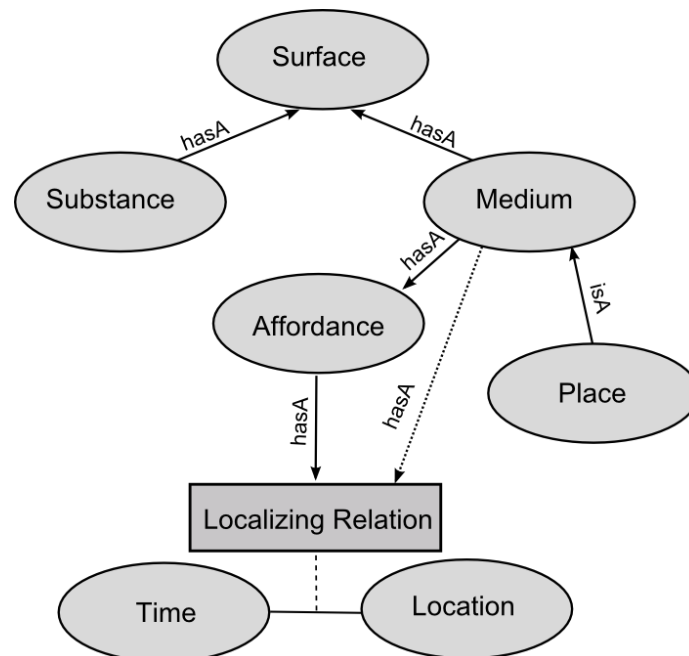 Surface
hasA
hasA
Substance
Medium
hasA
Affordance
isA
hasA
hasA
Place
Localizing Relation
Time
Location